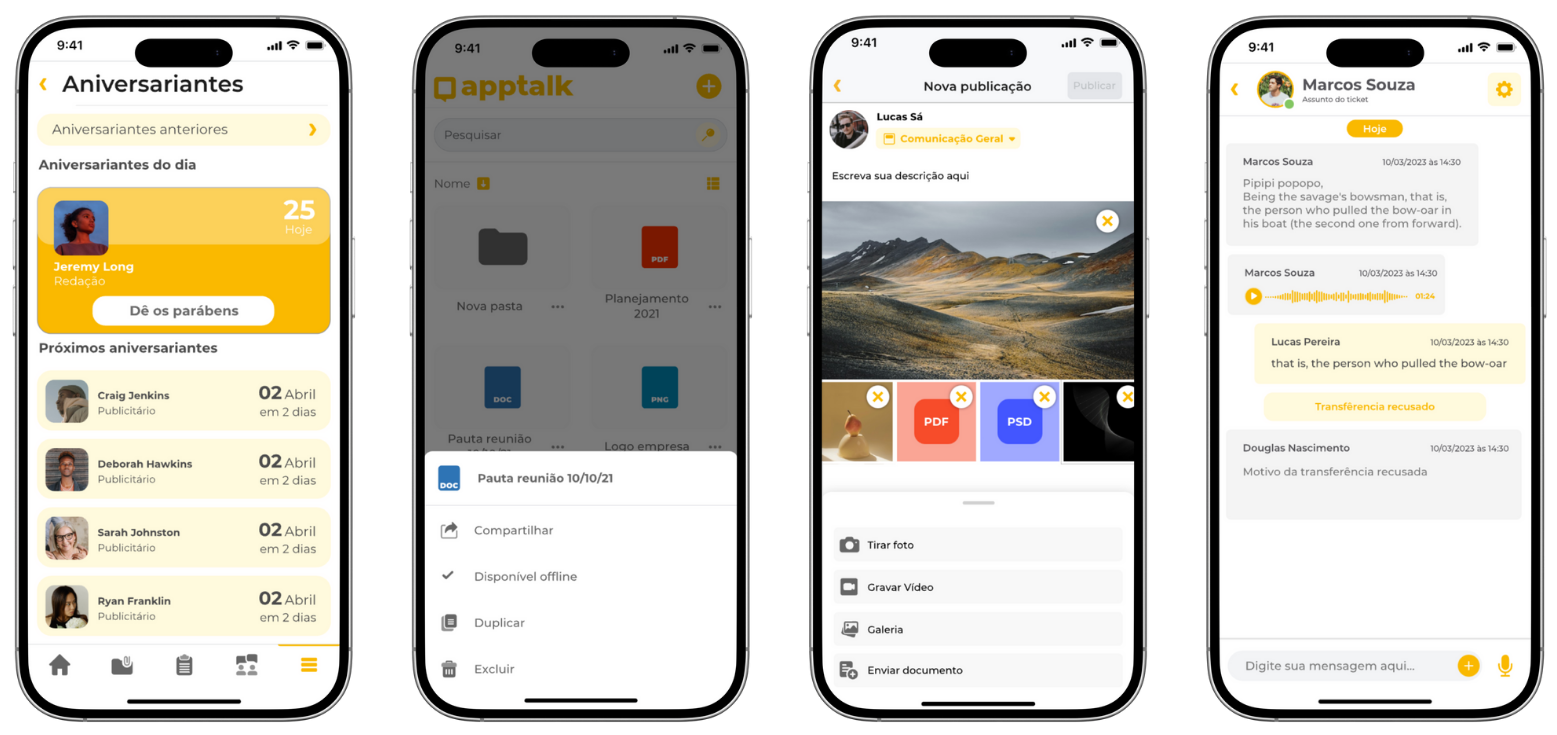 9:41
Aniversariantes
Aniversariantes anteriores
Aniversariantes do dia
25
Hoje
Jeremy Long
Redação
Dê os parabéns
Próximos aniversariantes
Craig Jenkins
Publicitário
02 Abril
em 2 dias
Deborah Hawkins
Publicitário
02 Abril
em 2 dias
Sarah Johnston
Publicitário
02 Abril
em 2 dias
Ryan Franklin
Publicitário
02 Abril
em 2 dias
9:41
apptalk
Pesquisar
Nome
PDF
Nova pasta
Planejamento
2021
DOC
PNG
Pauta reunião
Logo empresa
DOC
Pauta reunião 10/10/21
Compartilhar
Disponível offline
Duplicar
Excluir
9:41
Nova publicação
Publicar
Lucas Sá
Comunicação Geral
Escreva sua descrição aqui
PDF
PSD
Tirar foto
Gravar Vídeo
Galeria
Enviar documento
9:41
Marcos Souza
Assunto do ticket
Hoje
Marcos Souza 10/03/2023 às 14:30
Pipipi popopo,
Being the savage's bowsman, that is,
the person who pulled the bow-oar in
his boat (the second one from forward).
Marcos Souza 10/03/2023 às 14:30
01:24
Lucas Pereira 10/03/2023 às 14:30
that is, the person who pulled the bow-oar
Transfêrencia recusado
Douglas Nascimento 10/03/2023 às 14:30
Motivo da transferência recusada
Digite sua mensagem aqui...